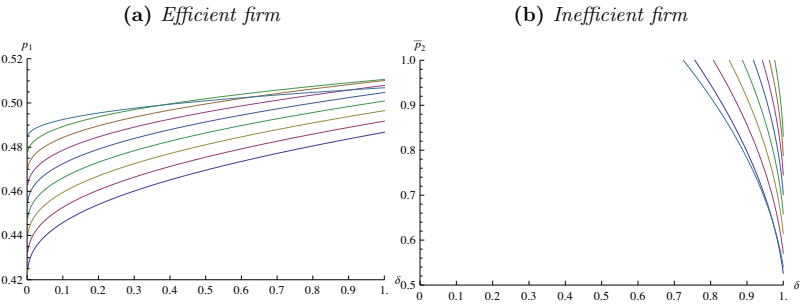 (a) Efficient firm
(b) Inefficient firm
p1
0.52
0.50
0.48
0.46
0.44
0.42
0 0.1 0.2 0.3 0.4 0.5 0.6 0.7 0.8 0.9 1. δ
p̅2
1.0
0.9
0.8
0.7
0.6
0.5
0 0.1 0.2 0.3 0.4 0.5 0.6 0.7 0.8 0.9 1. δ